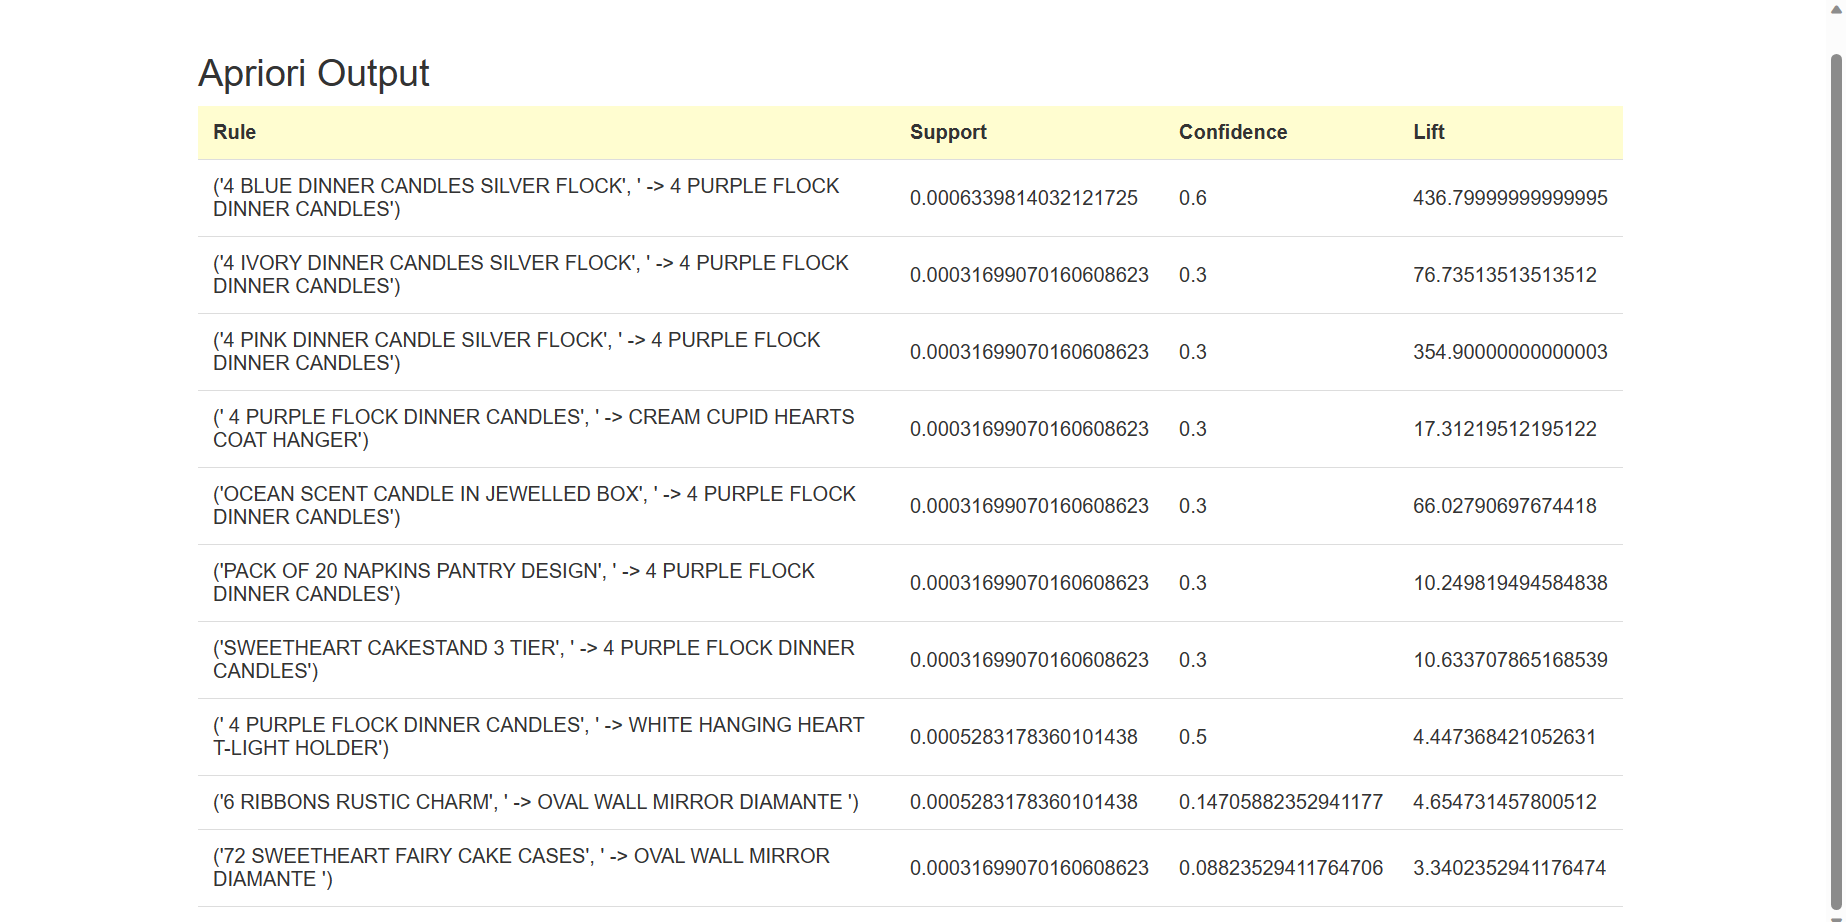 Apriori Output
Rule Support Confidence Lift
('4 BLUE DINNER CANDLES SILVER FLOCK', ' -> 4 PURPLE FLOCK
DINNER CANDLES') 0.0006339814032121725 0.6 436.79999999999995
('4 IVORY DINNER CANDLES SILVER FLOCK', ' -> 4 PURPLE FLOCK
DINNER CANDLES') 0.00031699070160608623 0.3 76.73513513513512
('4 PINK DINNER CANDLE SILVER FLOCK', ' -> 4 PURPLE FLOCK
DINNER CANDLES') 0.00031699070160608623 0.3 354.90000000000003
(' 4 PURPLE FLOCK DINNER CANDLES', ' -> CREAM CUPID HEARTS
COAT HANGER') 0.00031699070160608623 0.3 17.31219512195122
('OCEAN SCENT CANDLE IN JEWELLED BOX', ' -> 4 PURPLE FLOCK
DINNER CANDLES') 0.00031699070160608623 0.3 66.02790697674418
('PACK OF 20 NAPKINS PANTRY DESIGN', ' -> 4 PURPLE FLOCK
DINNER CANDLES') 0.00031699070160608623 0.3 10.249819494584838
('SWEETHEART CAKESTAND 3 TIER', ' -> 4 PURPLE FLOCK DINNER
CANDLES') 0.00031699070160608623 0.3 10.633707865168539
(' 4 PURPLE FLOCK DINNER CANDLES', ' -> WHITE HANGING HEART
T-LIGHT HOLDER') 0.0005283178360101438 0.5 4.447368421052631
('6 RIBBONS RUSTIC CHARM', ' -> OVAL WALL MIRROR DIAMANTE ') 0.0005283178360101438 0.14705882352941177 4.654731457800512
('72 SWEETHEART FAIRY CAKE CASES', ' -> OVAL WALL MIRROR
DIAMANTE ') 0.00031699070160608623 0.08823529411764706 3.3402352941176474